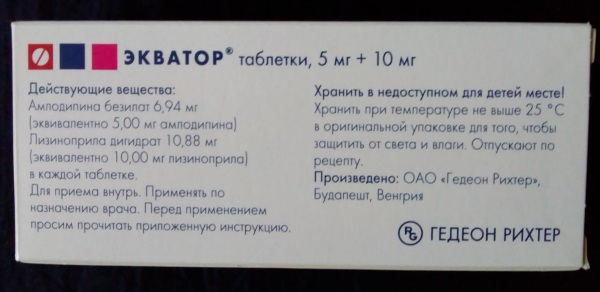 ЭКВАТОР® таблетки, 5 мг + 10 мг
Действующие вещества:
Амлодипина безилат 6,94 мг
(эквивалентно 5,00 мг амлодипина)
Лизиноприла дигидрат 10,88 мг
(эквивалентно 10,00 мг лизиноприла)
в каждой таблетке.
Для приема внутрь. Применять по
назначению врача. Перед применением
просим прочитать приложенную инструкцию.
Хранить в недоступном для детей месте!
Хранить при температуре не выше 25 °C
в оригинальной упаковке для того, чтобы
защитить от света и влаги. Отпускают по
рецепту.
Произведено: ОАО «Гедеон Рихтер»,
Будапешт, Венгрия
RG ГЕДЕОН РИХТЕР